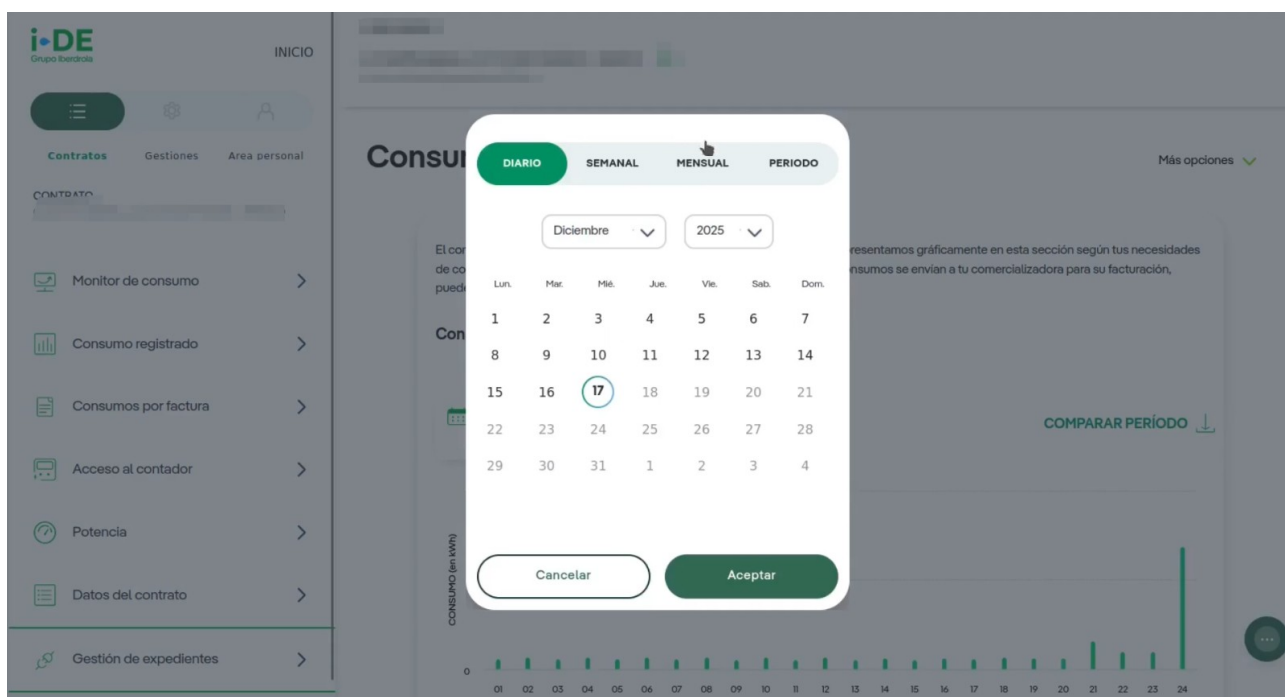 i-DE
Grupo Iberdrola
INICIO
Contratos Gestiones Area personal
CONTRATO
Monitor de consumo
Consumo registrado
Consumos por factura
Acceso al contador
Potencia
Datos del contrato
Gestión de expedientes
Consu
Más opciones
El con
resentamos gráficamente en esta sección según tus necesidades
de co
nsumos se envían a tu comercializadora para su facturación,
pued
Con
COMPARAR PERÍODO
DIARIO SEMANAL MENSUAL PERIODO
Diciembre 2025
Lun. Mar. Mié. Jue. Vie. Sab. Dom.
1 2 3 4 5 6 7
8 9 10 11 12 13 14
15 16 17 18 19 20 21
22 23 24 25 26 27 28
29 30 31 1 2 3 4
Cancelar Aceptar
CONSUMO (en kWh)
0
01 02 03 04 05 06 07 08 09 10 11 12 13 14 15 16 17 18 19 20 21 22 23 24